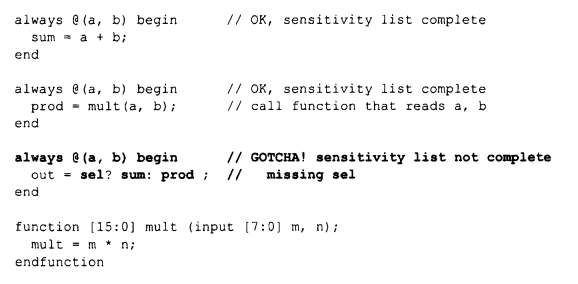 always @(a, b) begin      // OK, sensitivity list complete
  sum = a + b;
end
always @(a, b) begin      // OK, sensitivity list complete
  prod = mult(a, b);      // call function that reads a, b
end
always @(a, b) begin      // GOTCHA! sensitivity list not complete
  out = sel? sum: prod ;  //   missing sel
end
function [15:0] mult (input [7:0] m, n);
  mult = m * n;
endfunction